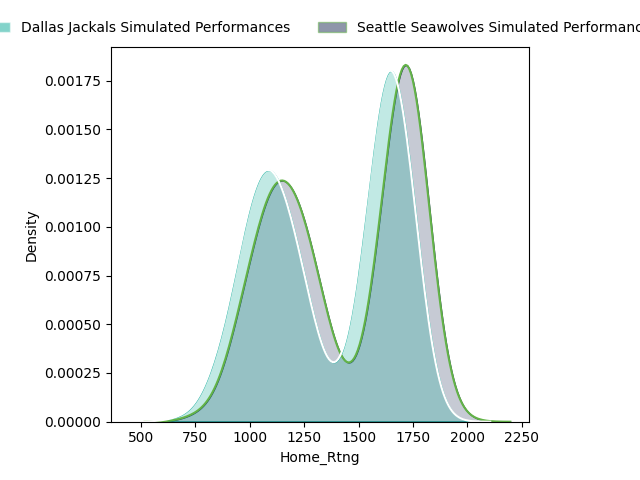 Dallas Jackals Simulated Performances Seattle Seawolves Simulated Performanc
0.00175
0.00150
0.00125
0.00100
0.00075
0.00050
0.00025
0.00000
Density
500 750 1000 1250 1500 1750 2000 2250
Home_Rtng